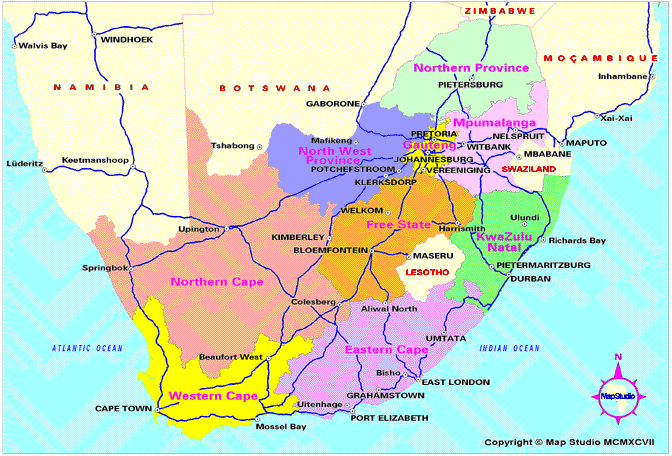 ZIMBABWE
Walvis Bay
WINDHOEK
MOÇAMBIQUE
Northern Province
Inhambane
PIETERSBURG
NAMIBIA
BOTSWANA
GABORONE
Mpumalanga
Xai-Xai
PRETORIA
NELSPRUIT
Mafikeng
Gauteng
WITBANK
MAPUTO
Tshabong
North West
Province
JOHANNESBURG
MBABANE
Lüderitz
Keetmanshoop
POTCHEFSTROOM
VEREENIGING
SWAZILAND
KLERKSDORP
WELKOM
Ulundi
Upington
Free State
Harrismith
KIMBERLEY
KwaZulu
Natal
Richards Bay
BLOEMFONTEIN
MASERU
Springbok
LESOTHO
PIETERMARITZBURG
Northern Cape
DURBAN
Colesberg
Aliwal North
UMTATA
ATLANTIC OCEAN
Eastern Cape
INDIAN OCEAN
Beaufort West
N
Bisho
EAST LONDON
Western Cape
GRAHAMSTOWN
MapStudio
CAPE TOWN
Uitenhage
PORT ELIZABETH
Mossel Bay
Copyright © Map Studio MCMXCVII